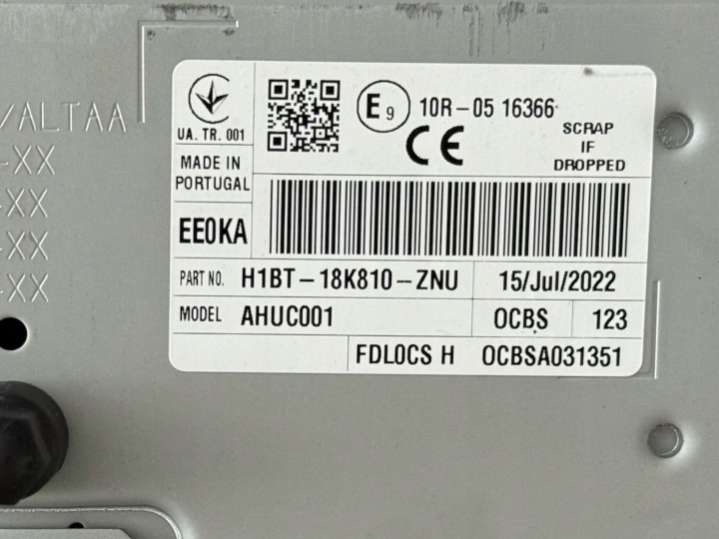 /ALTAA
-XX
-XX
-XX
-XX
UA. TR. 001
E9 10R-05 16366
CE
SCRAP
IF
DROPPED
MADE IN
PORTUGAL
EE0KA
PART NO. H1BT-18K810-ZNU 15/Jul/2022
MODEL AHUC001 OCBS 123
FDL0CS H OCBSA031351